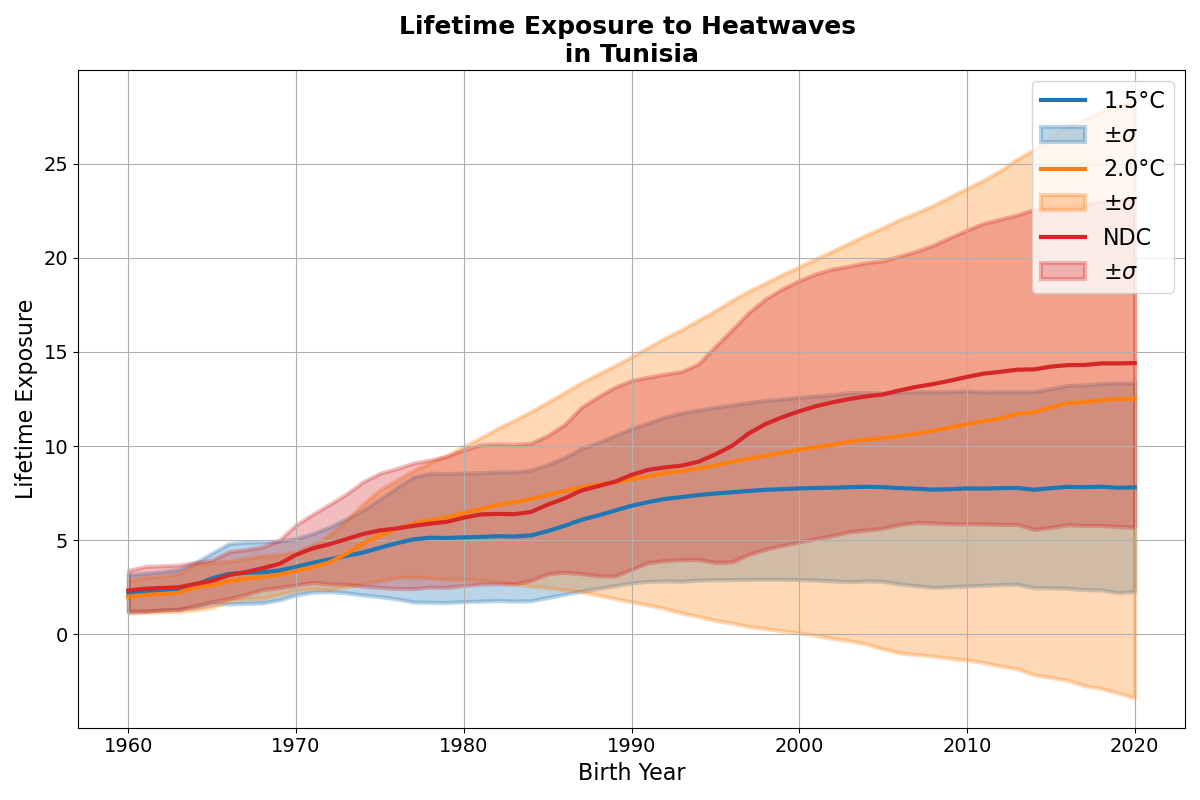 Lifetime Exposure to Heatwaves
in Tunisia
1.5°C
±σ
2.0°C
±σ
NDC
±σ
Lifetime Exposure
25
20
15
10
5
0
1960 1970 1980 1990 2000 2010 2020
Birth Year